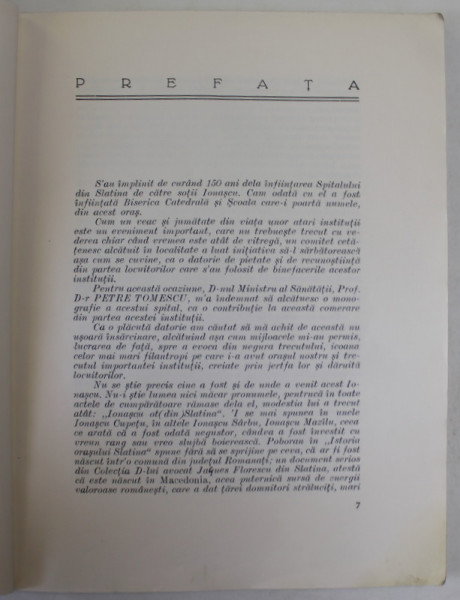 PREFAȚA
S'au împlinit de curând 150 ani dela înființarea Spitalului
din Slatina de către soții Ionașcu. Cam odată cu el a fost
înființată Biserica Catedrală și Școala care-i poartă numele,
din acest oraș.
Cum un veac și jumătate din viața unor atari instituții
este un eveniment important, care nu trebuește trecut cu ve-
derea chiar când vremea este atât de vitregă, un comitet cetă-
țenesc alcătuit în localitate a luat inițiativa să-l sărbătorească
așa cum se cuvine, ca o datorie de pietate și de recunoștiință
din partea locuitorilor care s'au folosit de binefacerile acestor
instituții.
Pentru această ocaziune, D-nul Ministru al Sănătății, Prof.
D-r PETRE TOMESCU, m'a îndemnat să alcătuesc o mono-
grafie a acestui spital, ca o contribuție la această comemorare
din partea acestei instituții.
Ca o plăcută datorie am căutat să mă achit de această nu
ușoară însărcinare, alcătuind așa cum mijloacele mi-au permis,
lucrarea de față, spre a evoca din negura trecutului, icoana
celor mai mari filantropi pe care i-a avut orașul nostru și tre-
cutul importantei instituții, creiate prin jertfa lor și dăruită
locuitorilor.
Nu se știe precis cine a fost și de unde a venit acest Io-
nașcu. Nu-i știe lumea nici măcar pronumele, pentrucă în toate
actele de cumpărătoare rămase dela el, modestia lui a trecut
atât: „Ionașcu ot(din)Slatina". 'I se mai spunea în unele
Ionașcu Cupețu, în altele Ionașcu Sârbu, Ionașcu Mazilu, ceea
ce arată că a fost odată negustor, cândva a fost investit cu
vreun rang sau vreo slujbă boierească. Poboran în „Istoria
orașului Slatina" spune fără să se sprijine pe ceva, că ar fi fost
născut într'o comună din județul Romanați; un document serios
din Colecția D-lui avocat Jaques Florescu din Slatina, atestă
că este născut în Macedonia, acea puternică sursă de energii
valoroase românești, care a dat țărei domnitori străluciți, mari
7